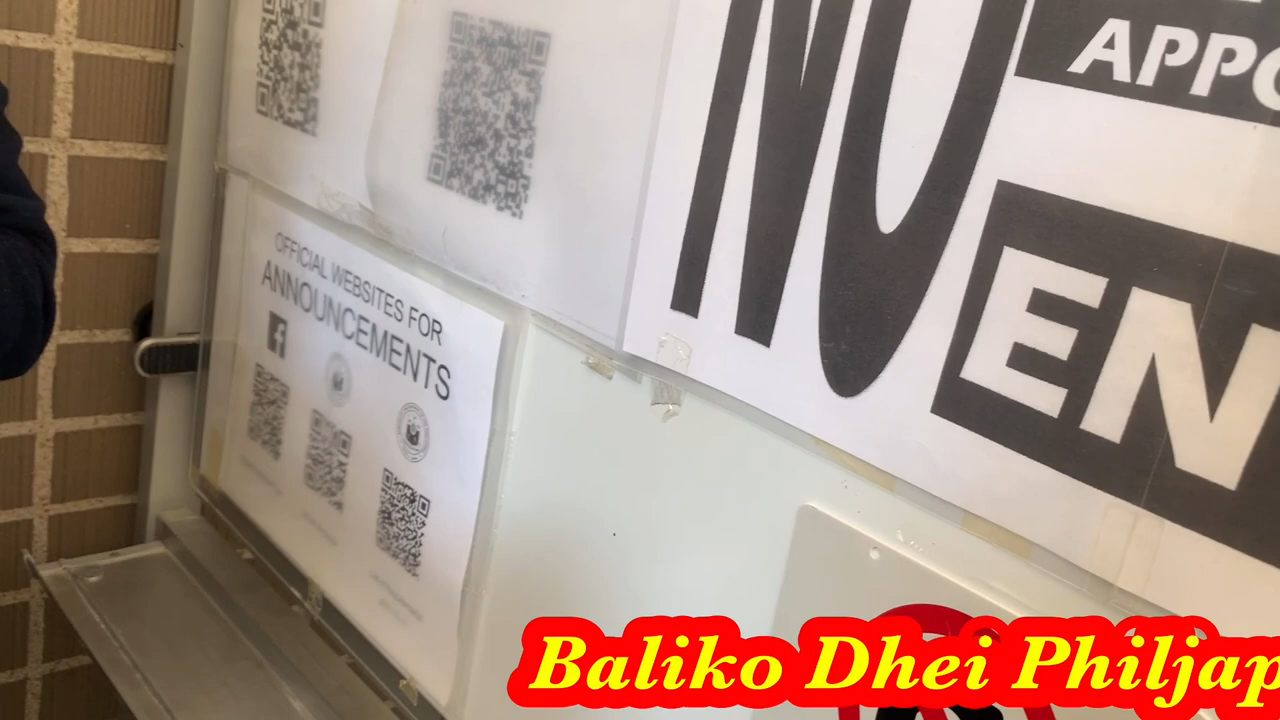 OFFICIAL WEBSITES FOR
ANNOUNCEMENTS
NO
APPO
EN
Baliko Dhei Philjap